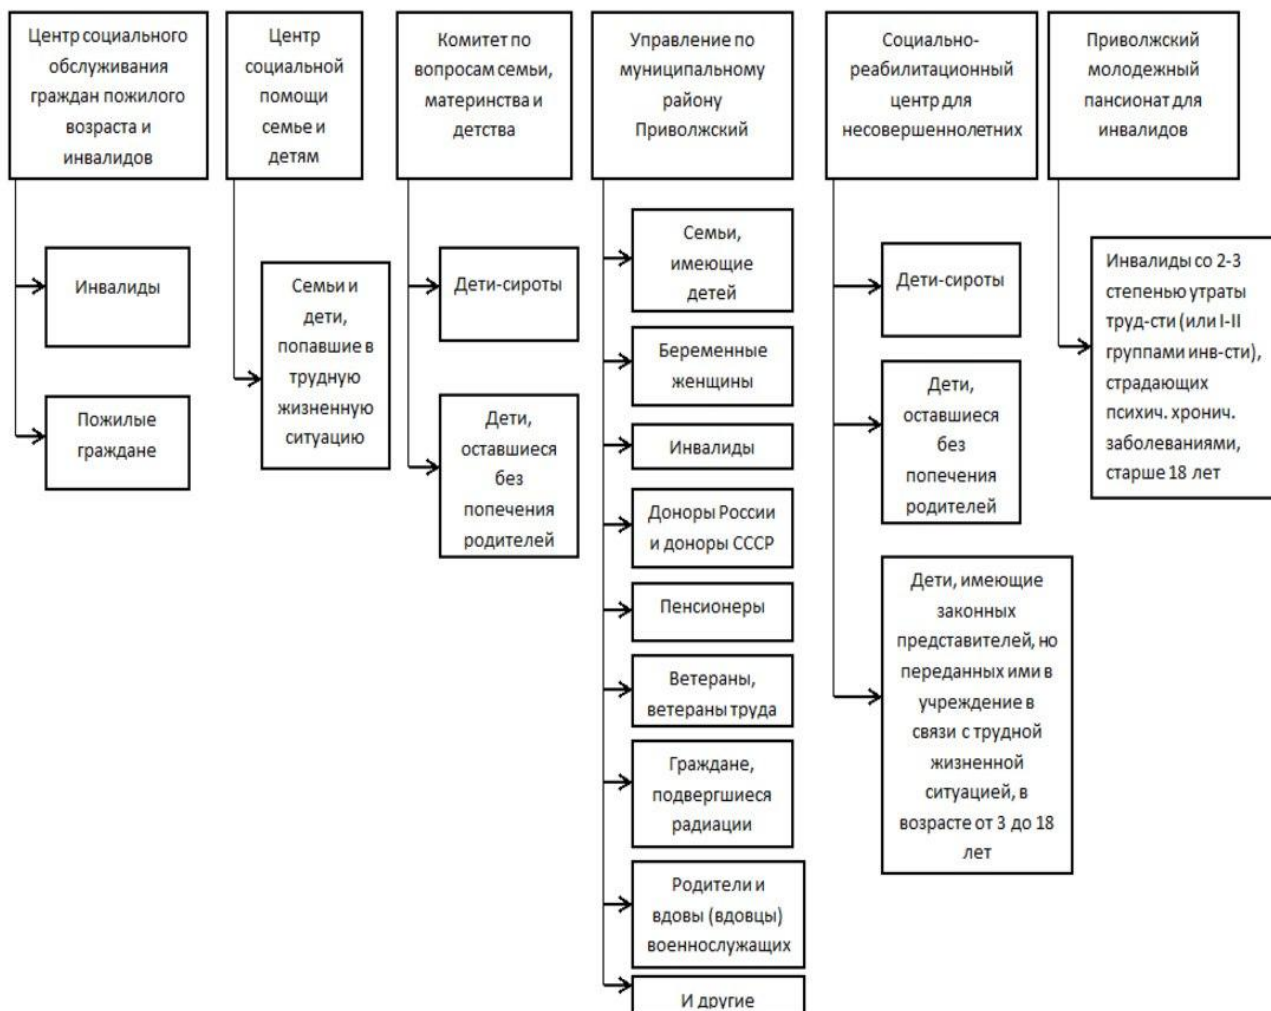 Центр социального
обслуживания
граждан пожилого
возраста и
инвалидов
Центр
социальной
помощи
семье и
детям
Комитет по
вопросам семьи,
материнства и
детства
Управление по
муниципальному
району
Приволжский
Социально-
реабилитационный
центр для
несовершеннолетних
Приволжский
молодежный
пансионат для
инвалидов
Инвалиды
Пожилые
граждане
Семьи и
дети,
попавшие в
трудную
жизненную
ситуацию
Дети-сироты
Дети,
оставшиеся
без
попечения
родителей
Семьи,
имеющие
детей
Беременные
женщины
Инвалиды
Доноры России
и доноры СССР
Пенсионеры
Ветераны,
ветераны труда
Граждане,
подвергшиеся
радиации
Родители и
вдовы (вдовцы)
военнослужащих
И другие
Дети-сироты
Дети,
оставшиеся
без
попечения
родителей
Дети, имеющие
законных
представителей, но
переданных ими в
учреждение в
связи с трудной
жизненной
ситуацией, в
возрасте от 3 до 18
лет
Инвалиды со 2-3
степенью утраты
труд-сти (или I-II
группами инв-сти),
страдающих
психич. хронич.
заболеваниями,
старше 18 лет